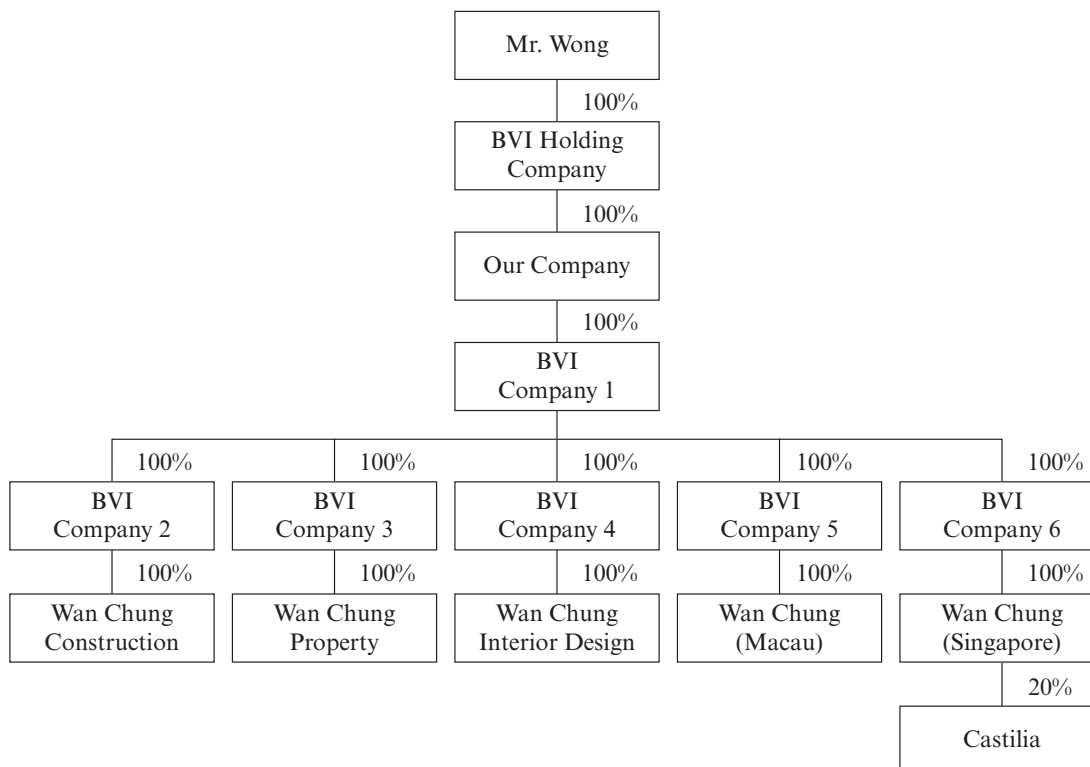 Mr. Wong
100%
BVI Holding
Company
100%
Our Company
100%
BVI
Company 1
100% 100% 100% 100% 100%
BVI BVI BVI BVI BVI
Company 2 Company 3 Company 4 Company 5 Company 6
100% 100% 100% 100% 100%
Wan Chung Wan Chung Wan Chung Wan Chung Wan Chung
Construction Property Interior Design (Macau) (Singapore)
20%
Castilia